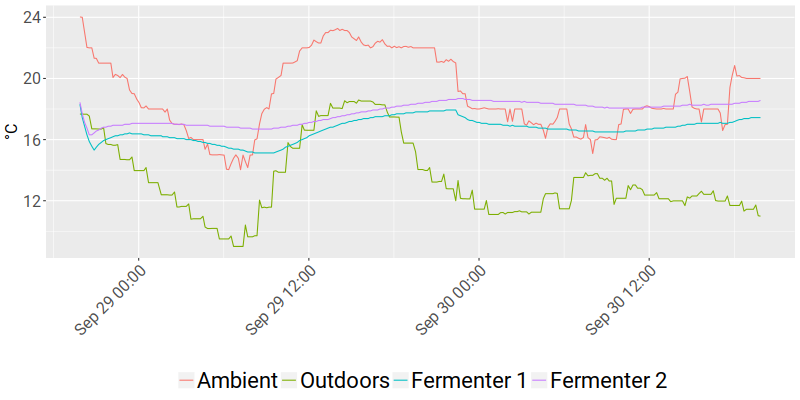 24
20
16
12
°C
Sep 29 00:00
Sep 29 12:00
Sep 30 00:00
Sep 30 12:00
Ambient Outdoors Fermenter 1 Fermenter 2